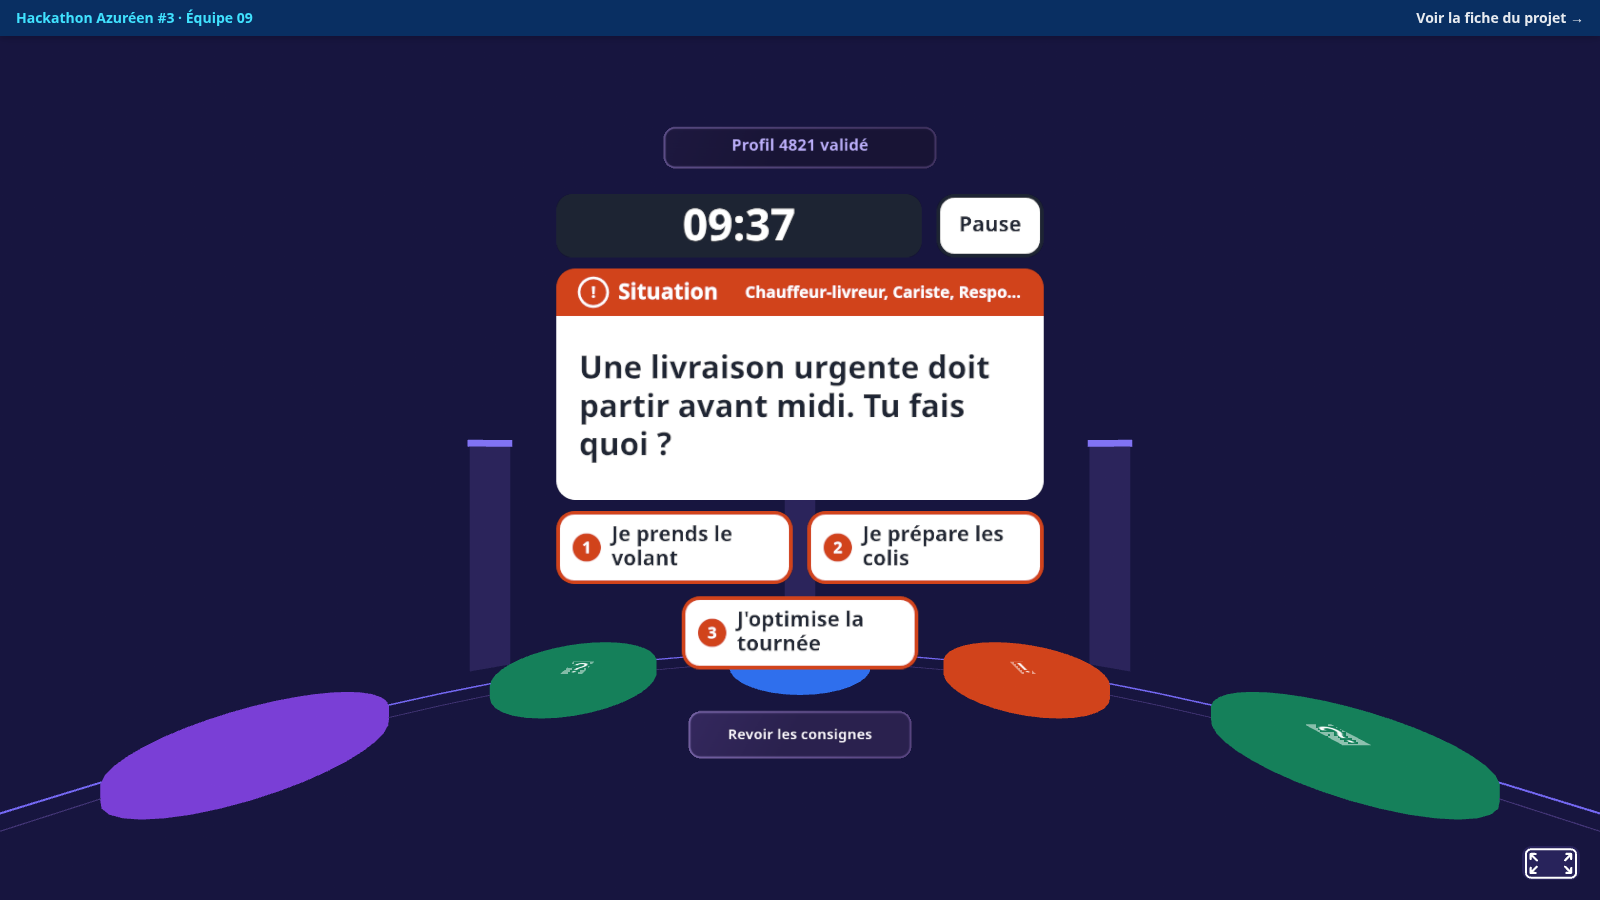 Hackathon Azuréen #3 · Équipe 09
Voir la fiche du projet →
Profil 4821 validé
09:37
Pause
! Situation
Chauffeur-livreur, Cariste, Respo...
Une livraison urgente doit
partir avant midi. Tu fais
quoi ?
1 Je prends le
volant
2 Je prépare les
colis
3 J'optimise la
tournée
Revoir les consignes